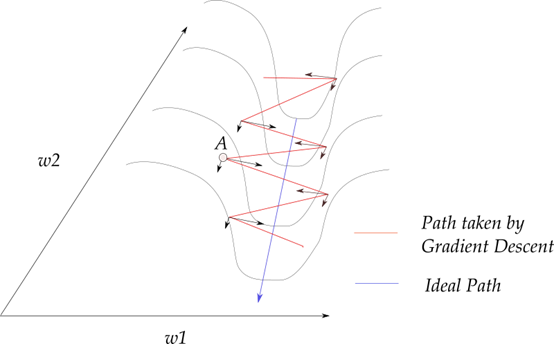 A
w2
Path taken by
Gradient Descent
Ideal Path
w1